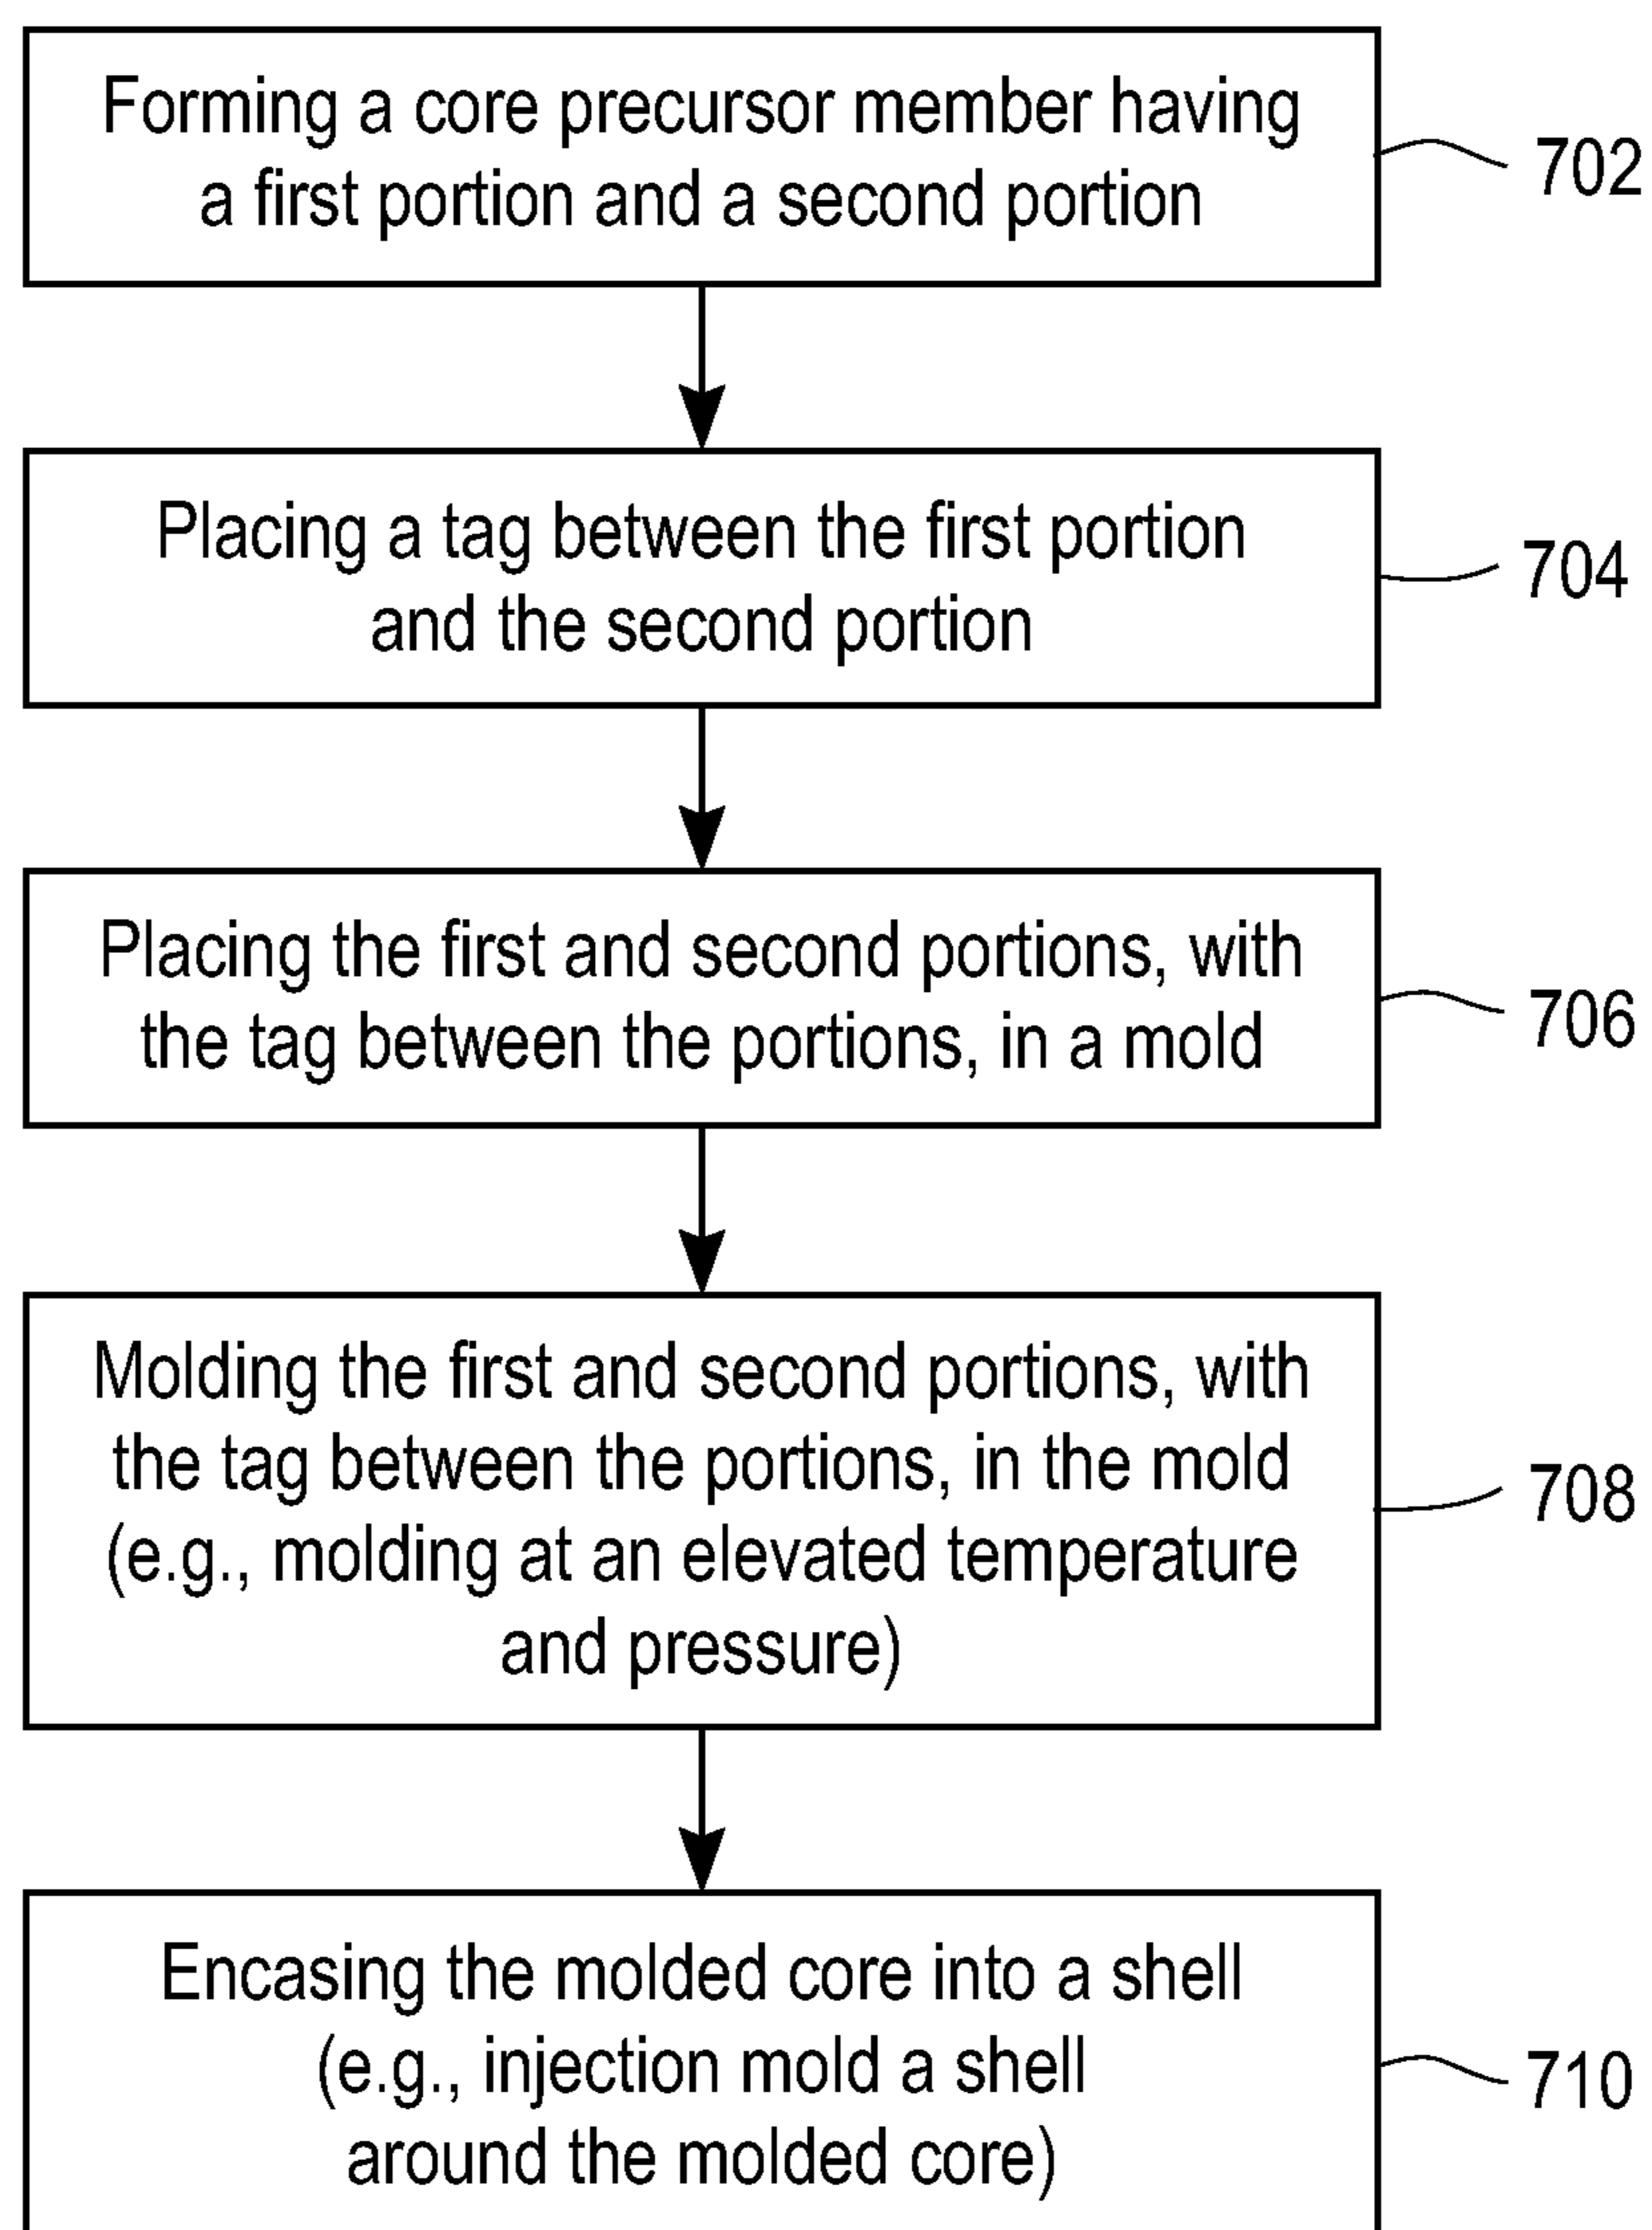 Forming a core precursor member having
a first portion and a second portion
702
Placing a tag between the first portion
and the second portion
704
Placing the first and second portions, with
the tag between the portions, in a mold
706
Molding the first and second portions, with
the tag between the portions, in the mold
(e.g., molding at an elevated temperature
and pressure)
708
Encasing the molded core into a shell
(e.g., injection mold a shell
around the molded core)
710